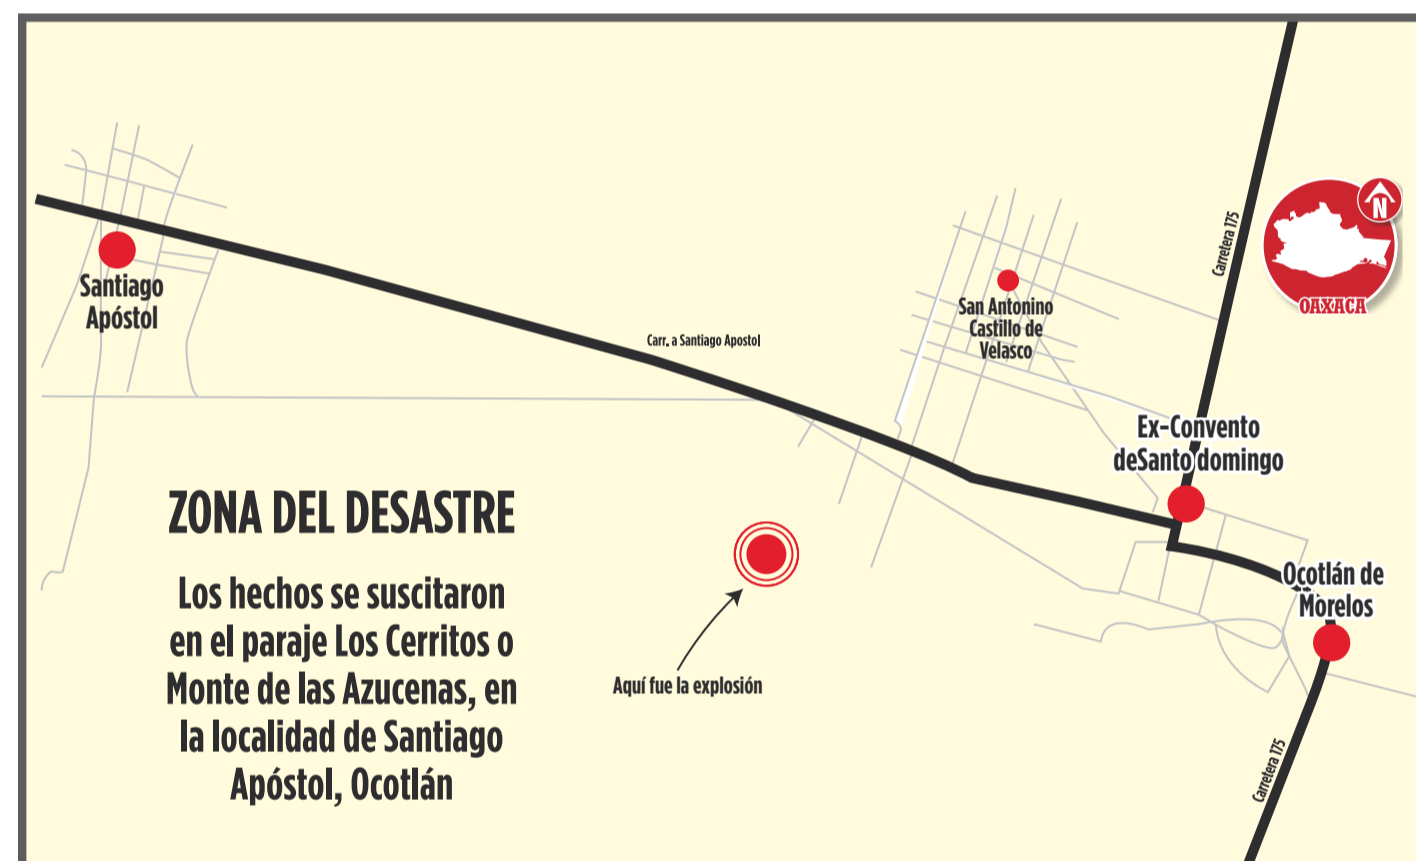 Carretera 175
N
OAXACA
Santiago
Apóstol
San Antonino
Castillo de
Velasco
Carr. a Santiago Apostol
Ex-Convento
deSanto domingo
ZONA DEL DESASTRE
Los hechos se suscitaron
en el paraje Los Cerritos o
Monte de las Azucenas, en
la localidad de Santiago
Apóstol, Ocotlán
Aquí fue la explosión
Ocotlán de
Morelos
Carretera 175